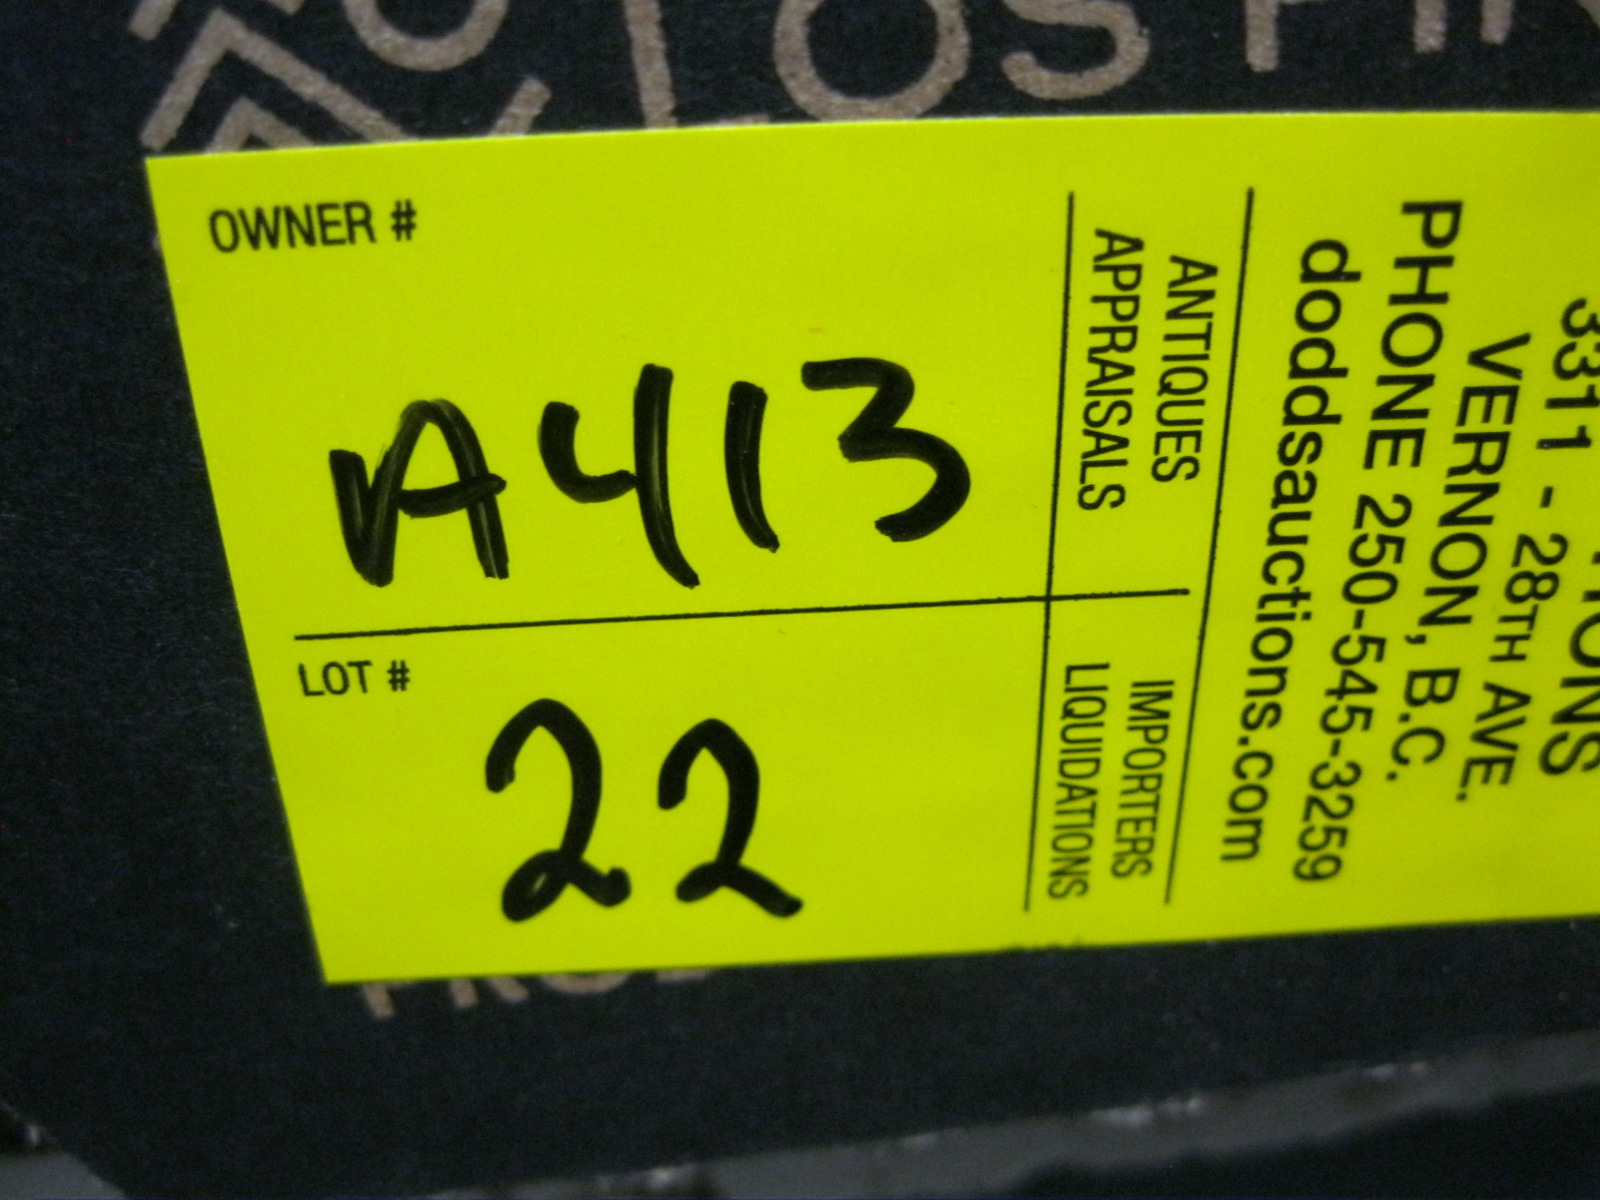 OWNER #
A413
LOT #
22
ANTIQUES
APPRAISALS
IMPORTERS
LIQUIDATIONS
3311 - 28TH AVE.
VERNON, B.C.
PHONE 250-545-3259
doddsauctions.com